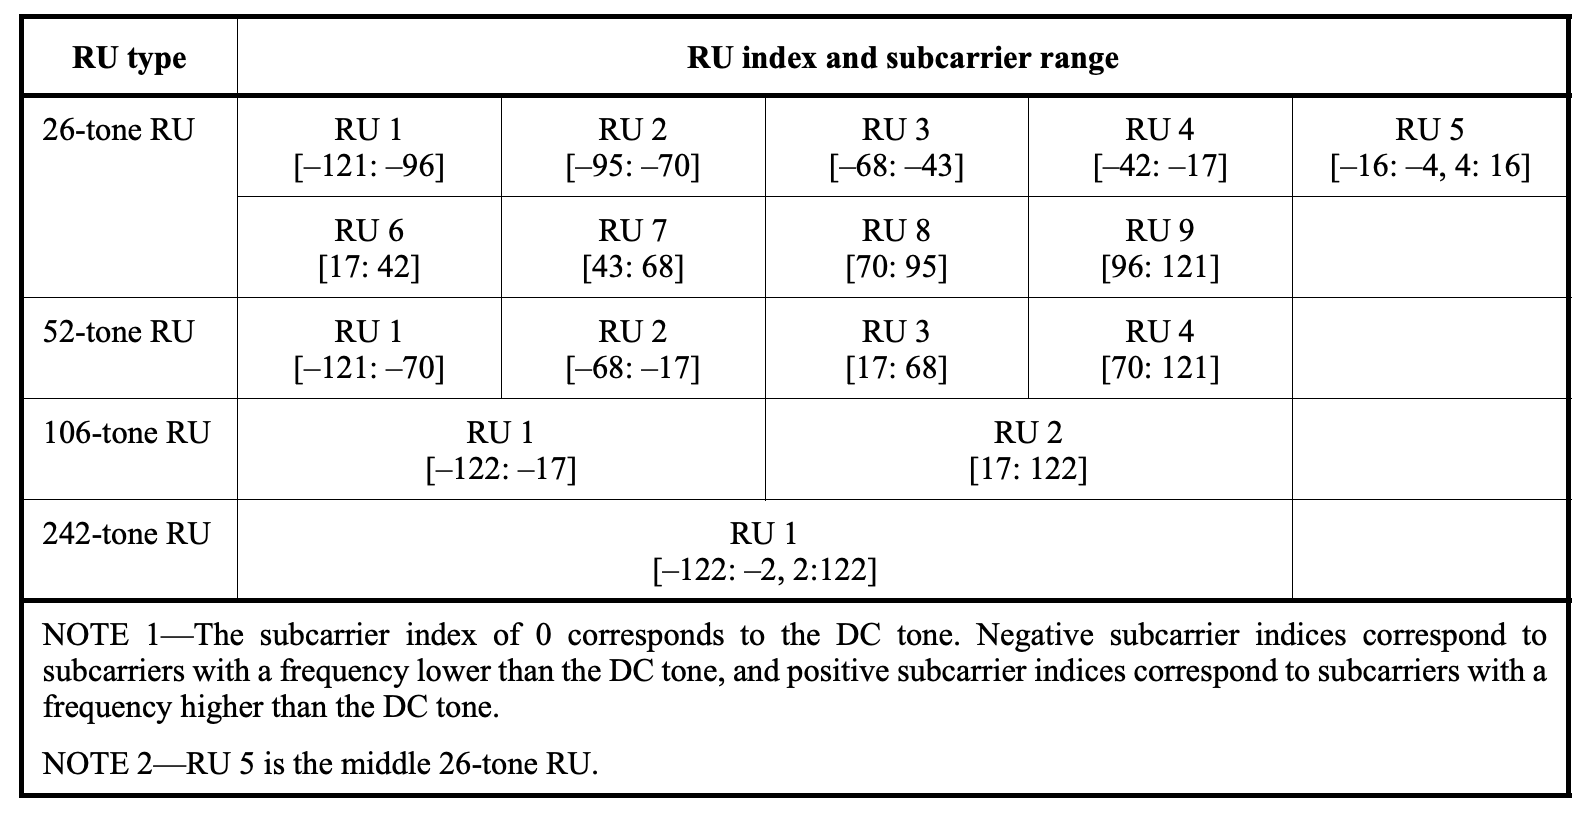 RU type RU index and subcarrier range
26-tone RU RU 1 RU 2 RU 3 RU 4 RU 5
[–121: –96] [–95: –70] [–68: –43] [–42: –17] [–16: –4, 4: 16]
RU 6 RU 7 RU 8 RU 9
[17: 42] [43: 68] [70: 95] [96: 121]
52-tone RU RU 1 RU 2 RU 3 RU 4
[–121: –70] [–68: –17] [17: 68] [70: 121]
106-tone RU RU 1 RU 2
[–122: –17] [17: 122]
242-tone RU RU 1
[–122: –2, 2:122]
NOTE 1—The subcarrier index of 0 corresponds to the DC tone. Negative subcarrier indices correspond to
subcarriers with a frequency lower than the DC tone, and positive subcarrier indices correspond to subcarriers with a
frequency higher than the DC tone.
NOTE 2—RU 5 is the middle 26-tone RU.